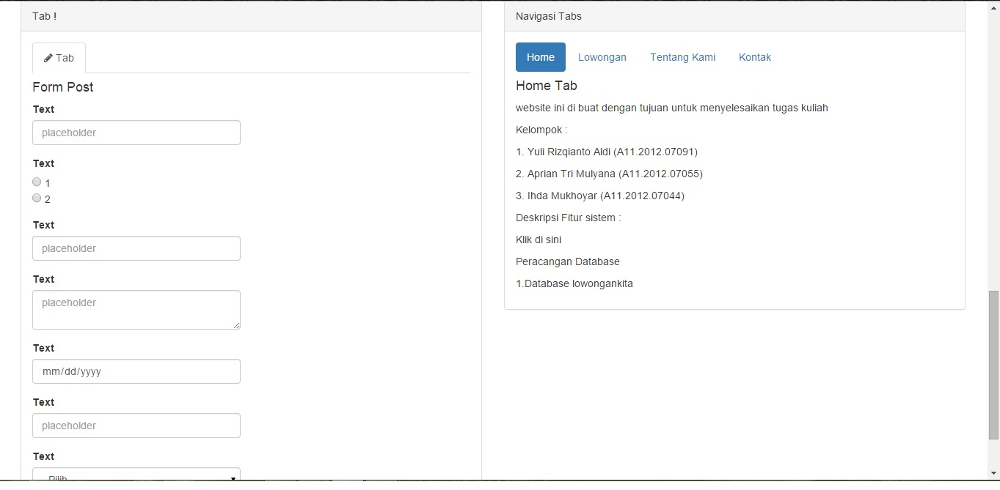 Tab !
Tab
Form Post
Text
placeholder
Text
1
2
Text
placeholder
Text
placeholder
Text
mm/dd/yyyy
Text
placeholder
Text
Pilih
Navigasi Tabs
Home Lowongan Tentang Kami Kontak
Home Tab
website ini di buat dengan tujuan untuk menyelesaikan tugas kuliah
Kelompok :
1. Yuli Rizqianto Aldi (A11.2012.07091)
2. Aprian Tri Mulyana (A11.2012.07055)
3. Ihda Mukhoyar (A11.2012.07044)
Deskripsi Fitur sistem :
Klik di sini
Peracangan Database
1.Database lowongankita